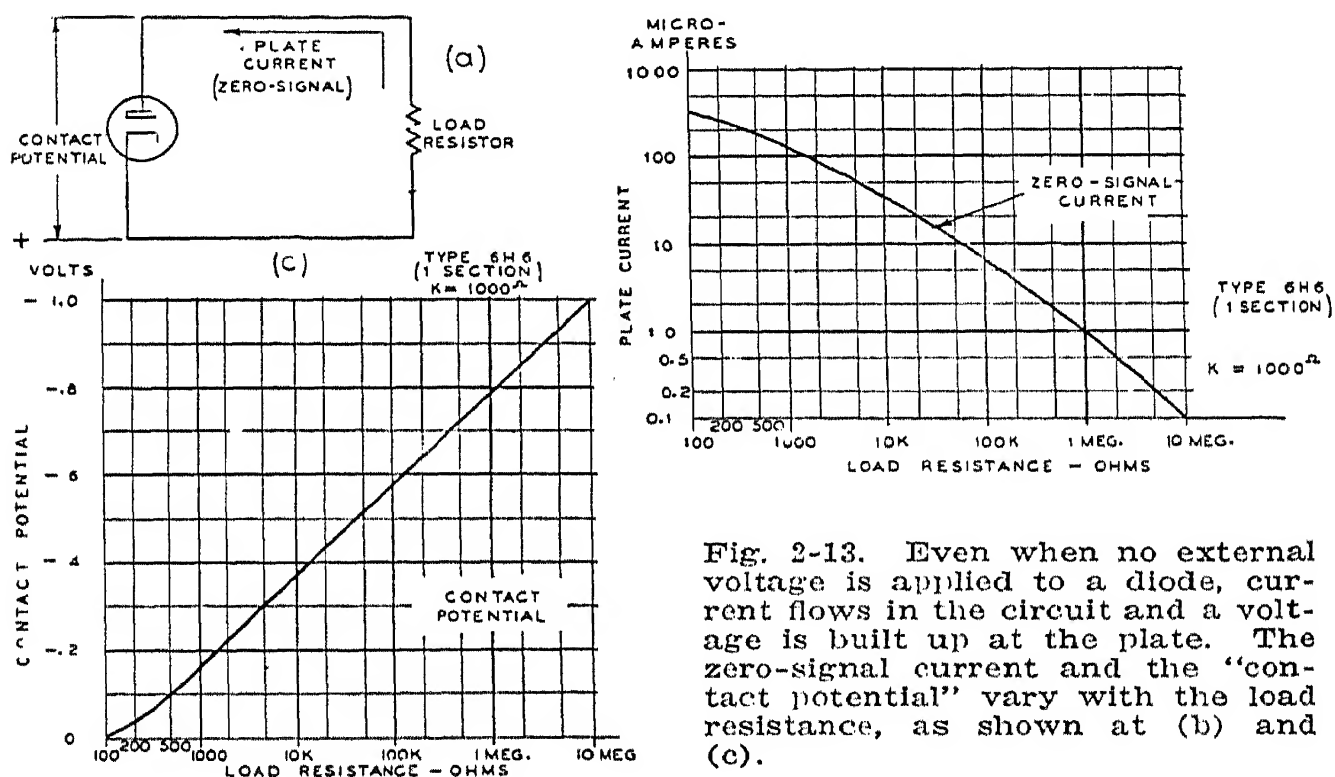 PLATE
CURRENT
(ZERO-SIGNAL)
(a)
CONTACT
POTENTIAL
LOAD
RESISTOR
+
MICRO-
AMPERES
1000
100
10
1 0
0.5
0.2
0.1
PLATE CURRENT
ZERO-SIGNAL
CURRENT
TYPE 6H6
(1 SECTION)
K = 1000Ω
100 200 500 1000 10K 100K 1 MEG. 10 MEG.
LOAD RESISTANCE - OHMS
VOLTS
(C)
TYPE 6H6
(1 SECTION)
K = 1000Ω
- 1.0
-.8
- .6
- .4
-.2
0
CONTACT POTENTIAL
CONTACT
POTENTIAL
100 200 500 1000 10K 100K 1 MEG. 10 MEG
LOAD RESISTANCE - OHMS
Fig. 2-13. Even when no external
voltage is applied to a diode, cur-
rent flows in the circuit and a volt-
age is built up at the plate. The
zero-signal current and the “con-
tact potential” vary with the load
resistance, as shown at (b) and
(c).